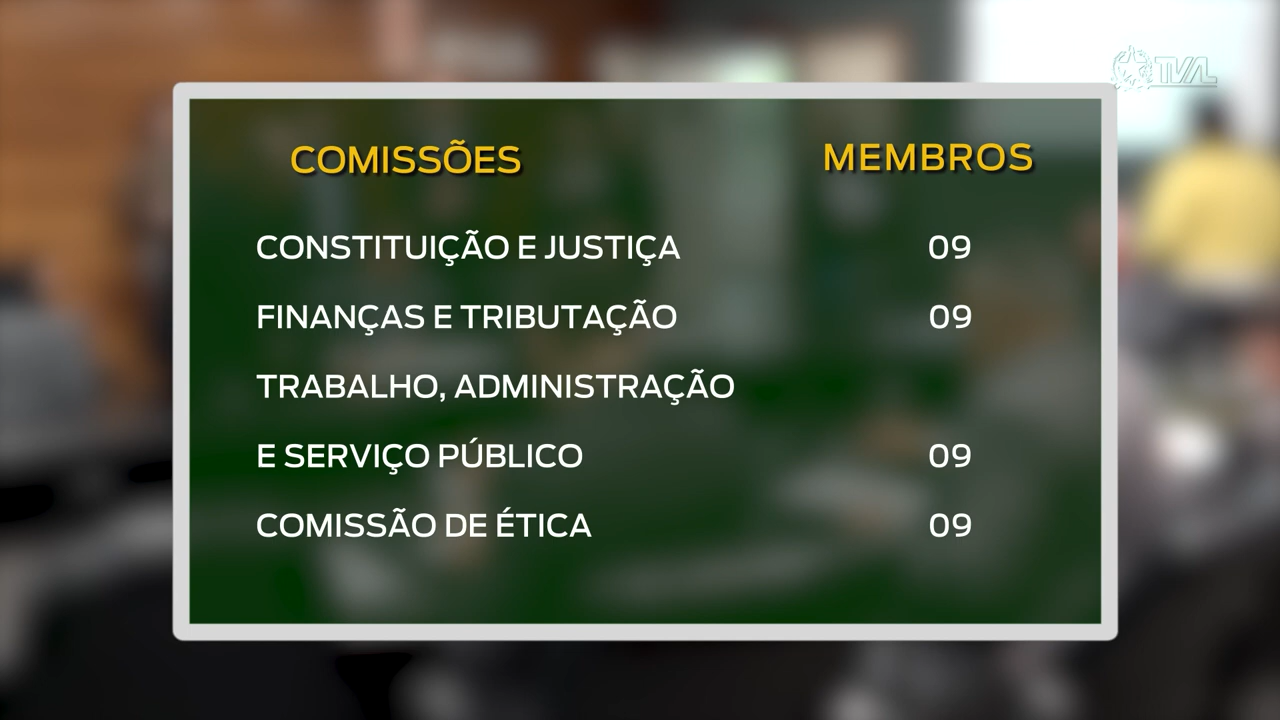 TVAL
COMISSÕES MEMBROS
CONSTITUIÇÃO E JUSTIÇA 09
FINANÇAS E TRIBUTAÇÃO 09
TRABALHO, ADMINISTRAÇÃO
E SERVIÇO PÚBLICO 09
COMISSÃO DE ÉTICA 09